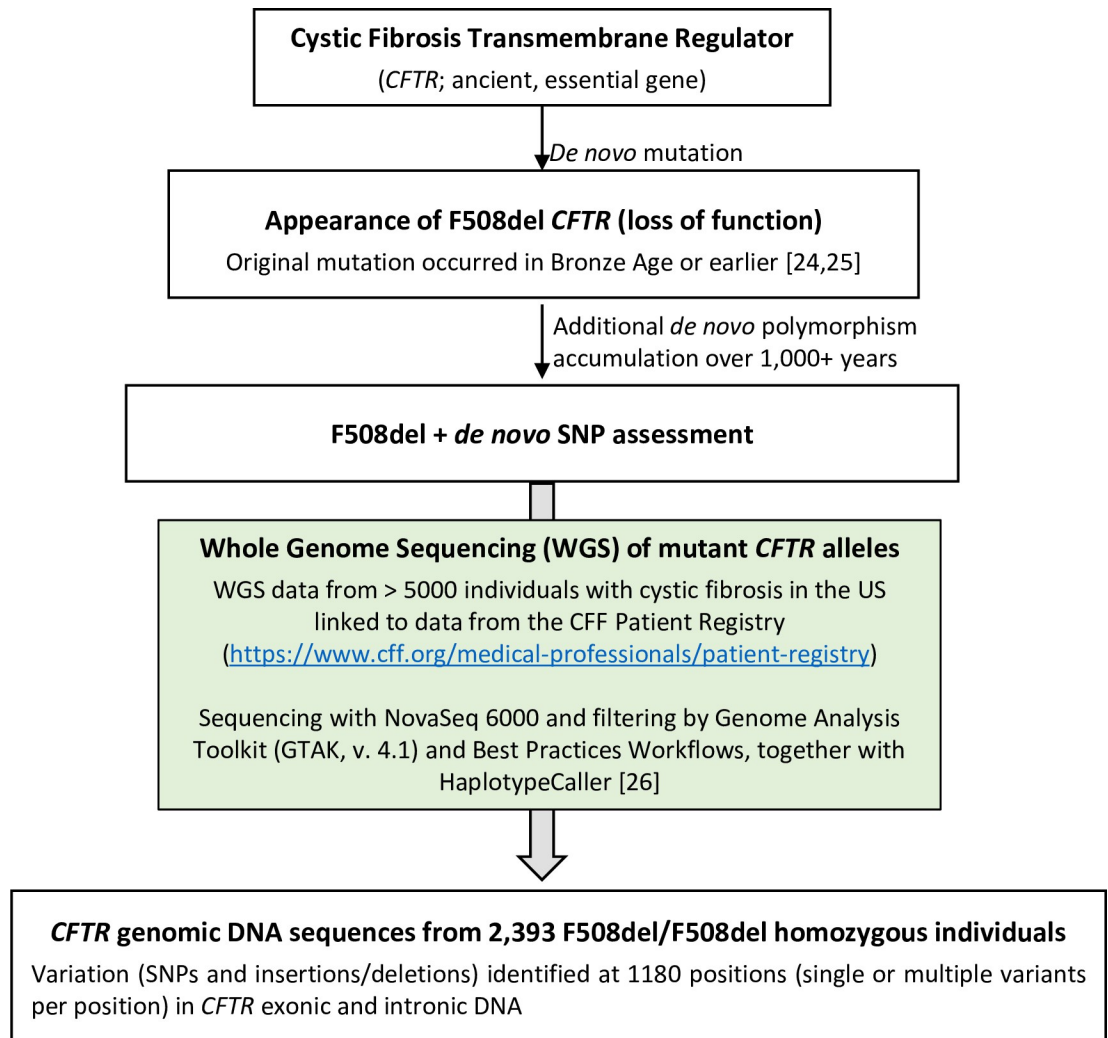 Cystic Fibrosis Transmembrane Regulator
(CFTR; ancient, essential gene)
De novo mutation
Appearance of F508del CFTR (loss of function)
Original mutation occurred in Bronze Age or earlier [24,25]
Additional de novo polymorphism
accumulation over 1,000+ years
F508del + de novo SNP assessment
Whole Genome Sequencing (WGS) of mutant CFTR alleles
WGS data from > 5000 individuals with cystic fibrosis in the US
linked to data from the CFF Patient Registry
(https://www.cff.org/medical-professionals/patient-registry)
Sequencing with NovaSeq 6000 and filtering by Genome Analysis
Toolkit (GTAK, v. 4.1) and Best Practices Workflows, together with
HaplotypeCaller [26]
CFTR genomic DNA sequences from 2,393 F508del/F508del homozygous individuals
Variation (SNPs and insertions/deletions) identified at 1180 positions (single or multiple variants
per position) in CFTR exonic and intronic DNA